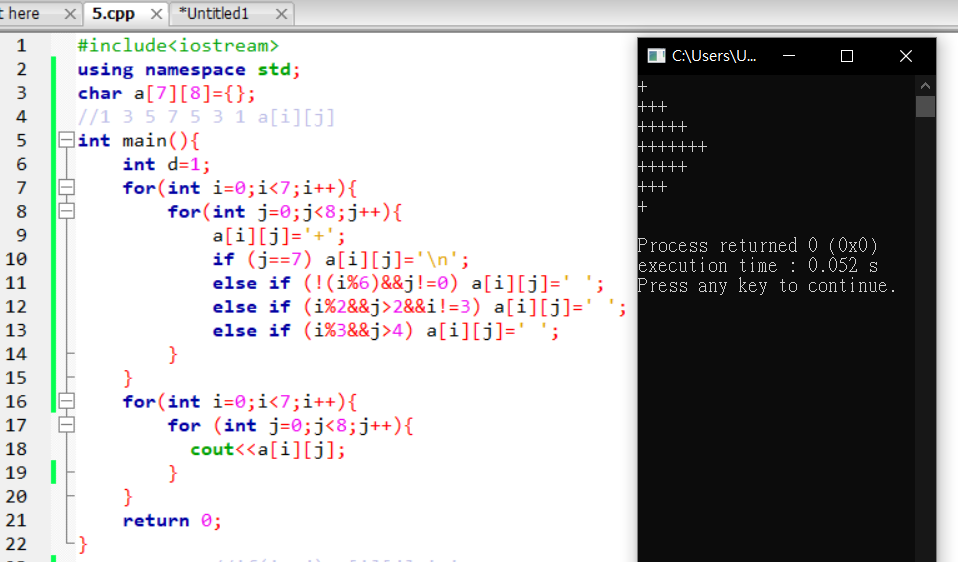 t here 5.cpp *Untitled1
1 #include<iostream>
2 using namespace std;
3 char a[7][8]={};
4 //1 3 5 7 5 3 1 a[i][j]
5 int main(){
6 int d=1;
7 for(int i=0;i<7;i++){
8 for(int j=0;j<8;j++){
9 a[i][j]='+';
10 if (j==7) a[i][j]='\n';
11 else if (!(i%6)&&j!=0) a[i][j]=' ';
12 else if (i%2&&j>2&&i!=3) a[i][j]=' ';
13 else if (i%3&&j>4) a[i][j]=' ';
14 }
15 }
16 for(int i=0;i<7;i++){
17 for (int j=0;j<8;j++){
18 cout<<a[i][j];
19 }
20 }
21 return 0;
22 }
C:\Users\U...
+
+++
+++++
+++++++
+++++
+++
+
Process returned 0 (0x0)
execution time : 0.052 s
Press any key to continue.